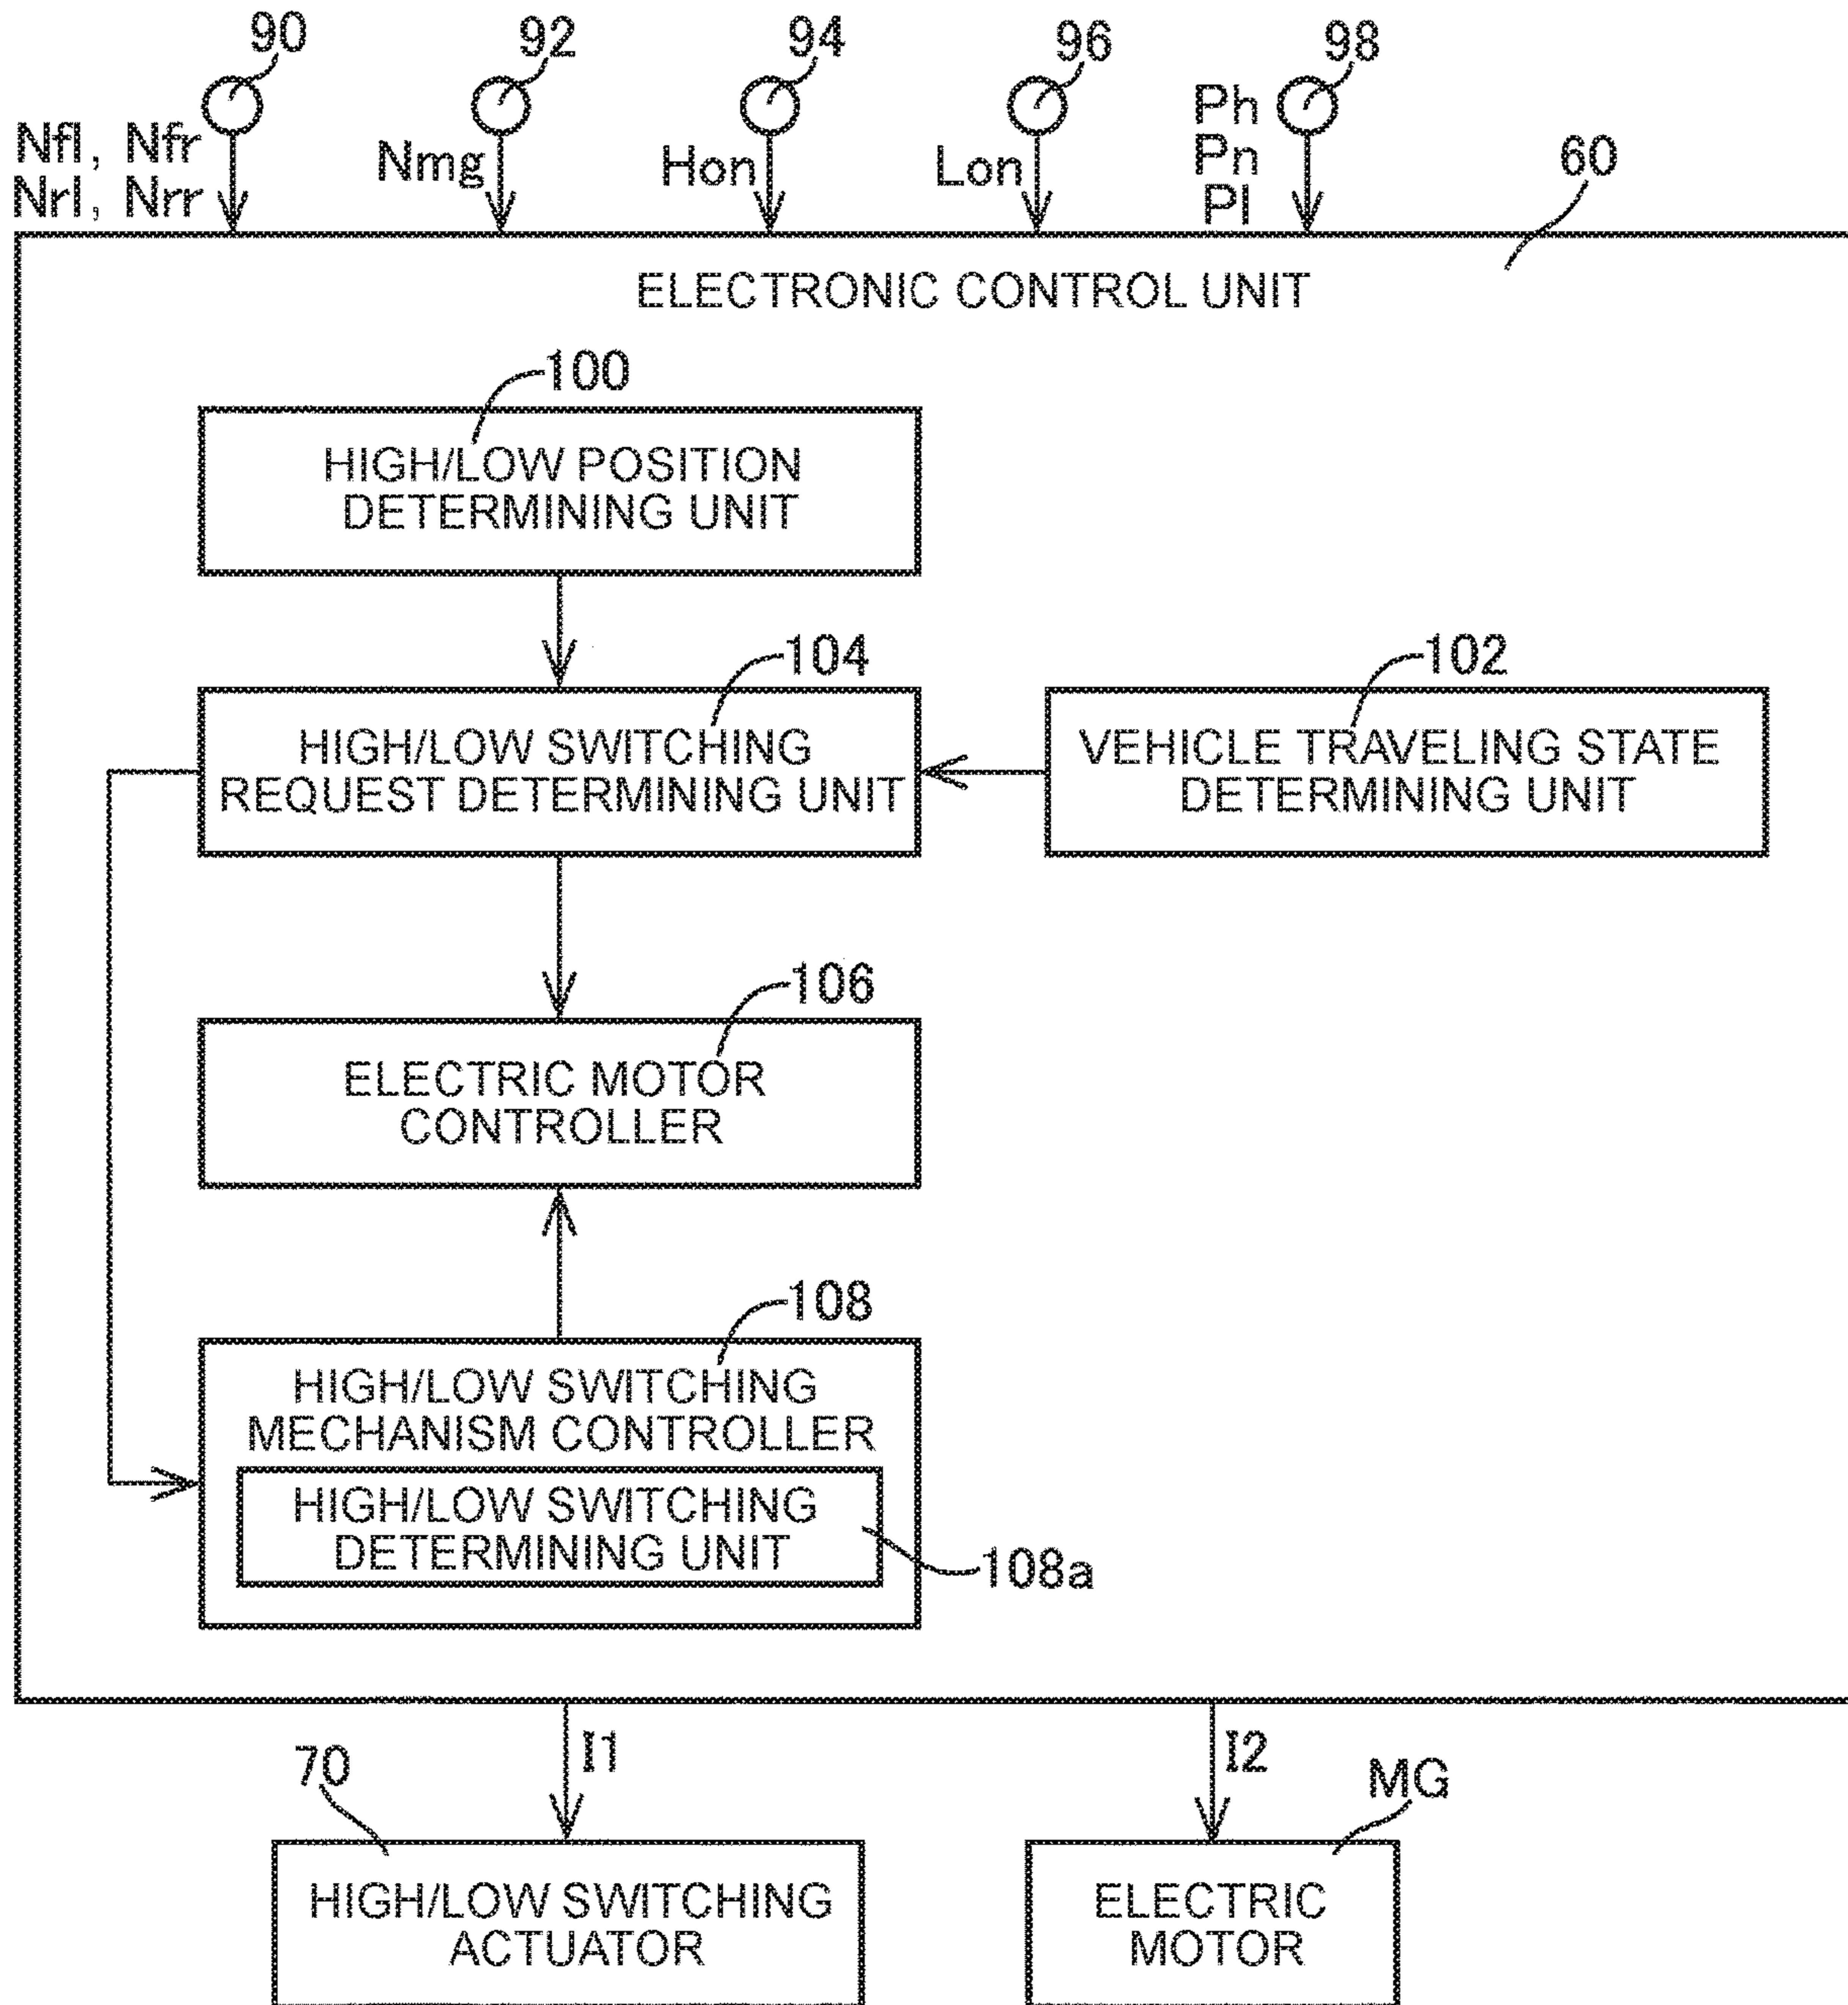 90
92
94
96
98
Nfl, Nfr
Nrl, Nrr
Nmg
Hon
Lon
Ph
Pn
Pl
60
ELECTRONIC CONTROL UNIT
100
HIGH/LOW POSITION
DETERMINING UNIT
104
102
HIGH/LOW SWITCHING
REQUEST DETERMINING UNIT
VEHICLE TRAVELING STATE
DETERMINING UNIT
106
ELECTRIC MOTOR
CONTROLLER
108
HIGH/LOW SWITCHING
MECHANISM CONTROLLER
HIGH/LOW SWITCHING
DETERMINING UNIT
108a
I1
I2
70
MG
HIGH/LOW SWITCHING
ACTUATOR
ELECTRIC
MOTOR